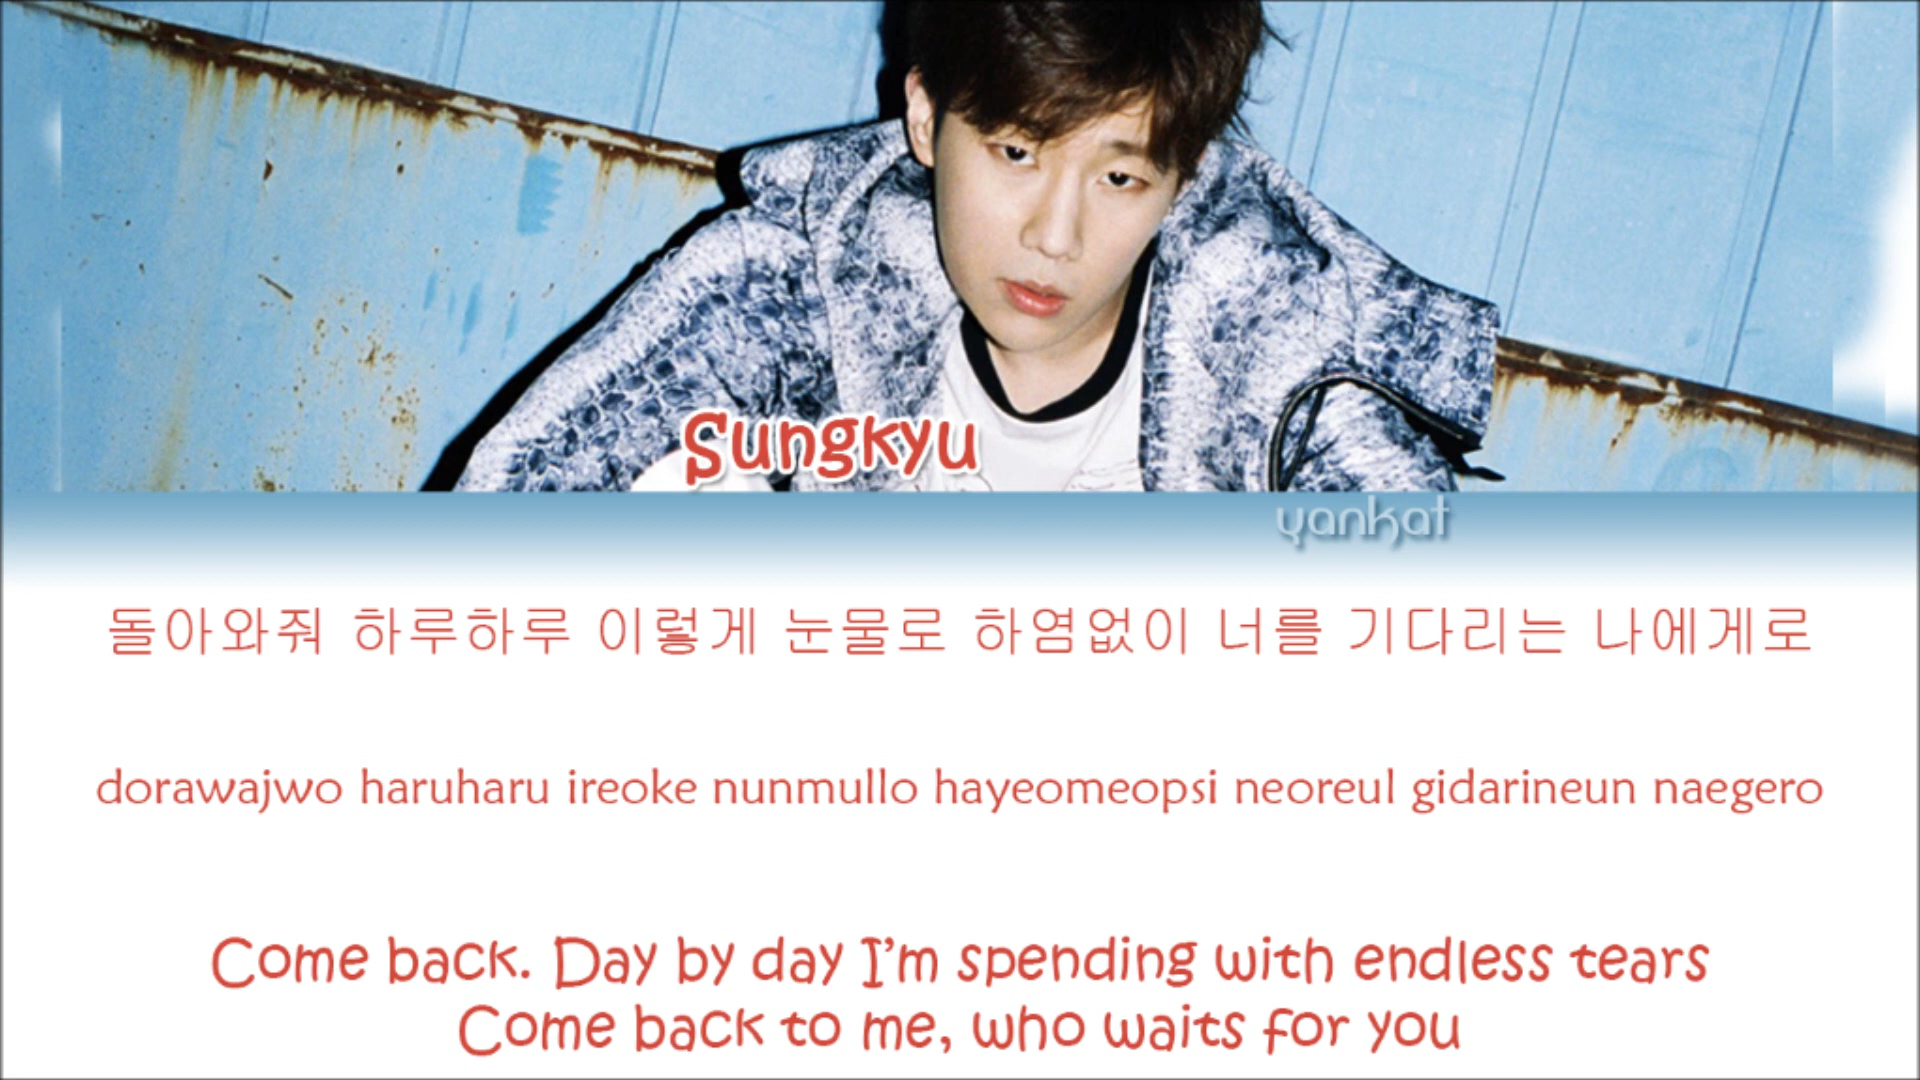 Sungkyu
yankat
돌아와줘 하루하루 이렇게 눈물로 하염없이 너를 기다리는 나에게로
dorawajwo haruharu ireoke nunmullo hayeomeopsi neoreul gidarineun naegero
Come back. Day by day I'm spending with endless tears
Come back to me, who waits for you